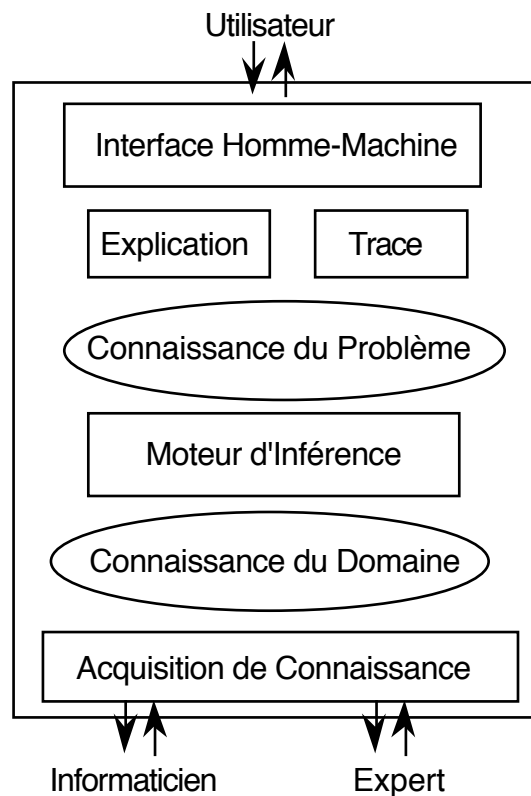 Utilisateur
Interface Homme-Machine
Explication
Trace
Connaissance du Problème
Moteur d'Inférence
Connaissance du Domaine
Acquisition de Connaissance
Informaticien
Expert